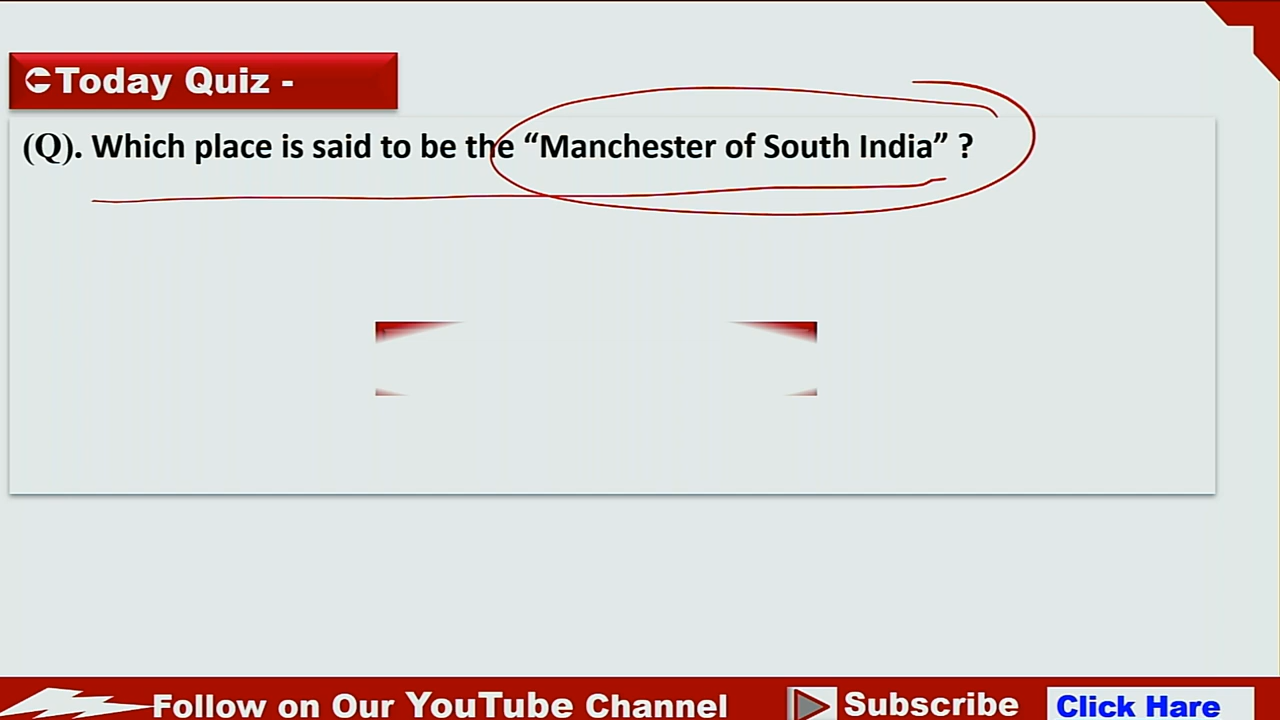 Today Quiz -
(Q). Which place is said to be the “Manchester of South India” ?
Follow on Our YouTube Channel
Subscribe
Click Hare